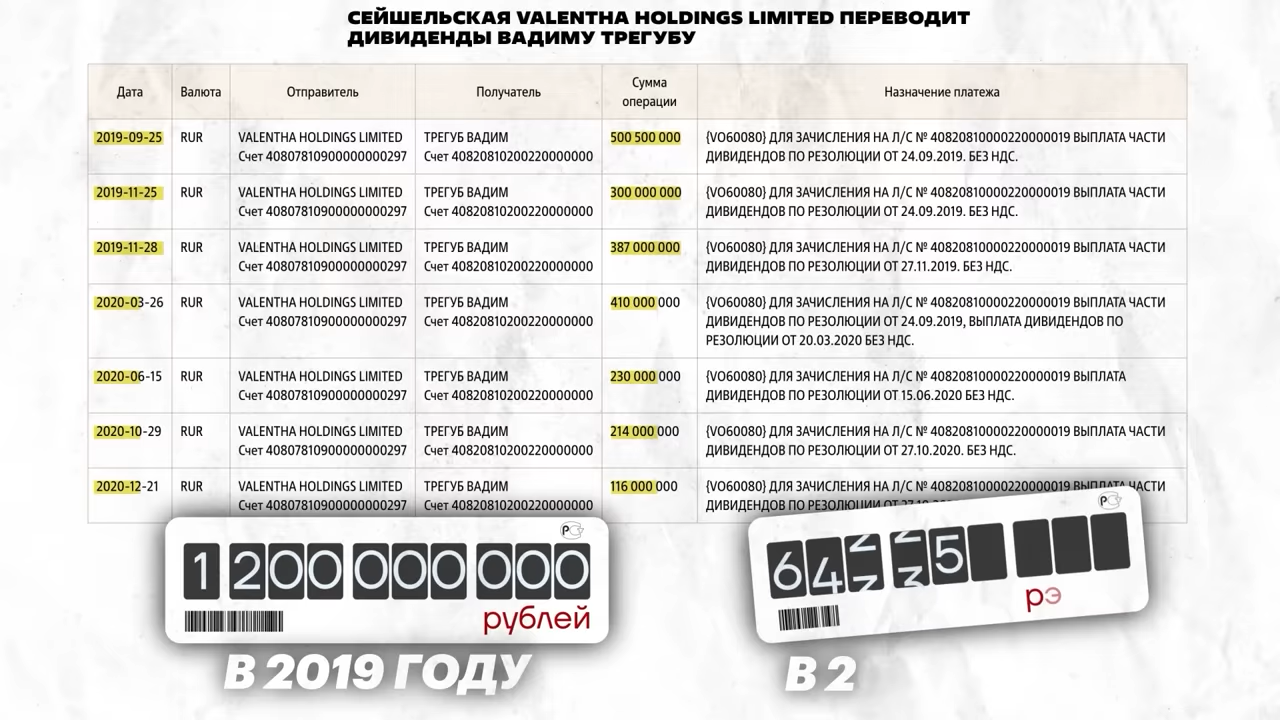 СЕЙШЕЛЬСКАЯ VALENTHA HOLDINGS LIMITED ПЕРЕВОДИТ
ДИВИДЕНДЫ ВАДИМУ ТРЕГУБУ
Дата Валюта Отправитель Получатель Сумма операции Назначение платежа
2019-09-25 RUR VALENTHA HOLDINGS LIMITED ТРЕГУБ ВАДИМ 500 500 000 {VO60080} ДЛЯ ЗАЧИСЛЕНИЯ НА Л/С № 40820810000220000019 ВЫПЛАТА ЧАСТИ
Счет 40807810900000000297 Счет 40820810200220000000 ДИВИДЕНДОВ ПО РЕЗОЛЮЦИИ ОТ 24.09.2019. БЕЗ НДС.
2019-11-25 RUR VALENTHA HOLDINGS LIMITED ТРЕГУБ ВАДИМ 300 000 000 {VO60080} ДЛЯ ЗАЧИСЛЕНИЯ НА Л/С № 40820810000220000019 ВЫПЛАТА ЧАСТИ
Счет 40807810900000000297 Счет 40820810200220000000 ДИВИДЕНДОВ ПО РЕЗОЛЮЦИИ ОТ 24.09.2019. БЕЗ НДС.
2019-11-28 RUR VALENTHA HOLDINGS LIMITED ТРЕГУБ ВАДИМ 387 000 000 {VO60080} ДЛЯ ЗАЧИСЛЕНИЯ НА Л/С № 40820810000220000019 ВЫПЛАТА ЧАСТИ
Счет 40807810900000000297 Счет 40820810200220000000 ДИВИДЕНДОВ ПО РЕЗОЛЮЦИИ ОТ 27.11.2019. БЕЗ НДС.
2020-03-26 RUR VALENTHA HOLDINGS LIMITED ТРЕГУБ ВАДИМ 410 000 000 {VO60080} ДЛЯ ЗАЧИСЛЕНИЯ НА Л/С № 40820810000220000019 ВЫПЛАТА ЧАСТИ
Счет 40807810900000000297 Счет 40820810200220000000 ДИВИДЕНДОВ ПО РЕЗОЛЮЦИИ ОТ 24.09.2019, ВЫПЛАТА ДИВИДЕНДОВ ПО
РЕЗОЛЮЦИИ ОТ 20.03.2020 БЕЗ НДС.
2020-06-15 RUR VALENTHA HOLDINGS LIMITED ТРЕГУБ ВАДИМ 230 000 000 {VO60080} ДЛЯ ЗАЧИСЛЕНИЯ НА Л/С № 40820810000220000019 ВЫПЛАТА
Счет 40807810900000000297 Счет 40820810200220000000 ДИВИДЕНДОВ ПО РЕЗОЛЮЦИИ ОТ 15.06.2020 БЕЗ НДС.
2020-10-29 RUR VALENTHA HOLDINGS LIMITED ТРЕГУБ ВАДИМ 214 000 000 {VO60080} ДЛЯ ЗАЧИСЛЕНИЯ НА Л/С № 40820810000220000019 ВЫПЛАТА ЧАСТИ
Счет 40807810900000000297 Счет 40820810200220000000 ДИВИДЕНДОВ ПО РЕЗОЛЮЦИИ ОТ 27.10.2020. БЕЗ НДС.
2020-12-21 RUR VALENTHA HOLDINGS LIMITED ТРЕГУБ ВАДИМ 116 000 000 {VO60080} ДЛЯ ЗАЧИСЛЕНИЯ НА Л/С № 40820810000220000019 ВЫПЛАТА ЧАСТИ
Счет 40807810900000000297 Счет 40820810200220000000 ДИВИДЕНДОВ ПО РЕЗОЛЮЦИИ ОТ
1 200 000 000
рублей
В 2019 ГОДУ
64 5
рэ
В 2